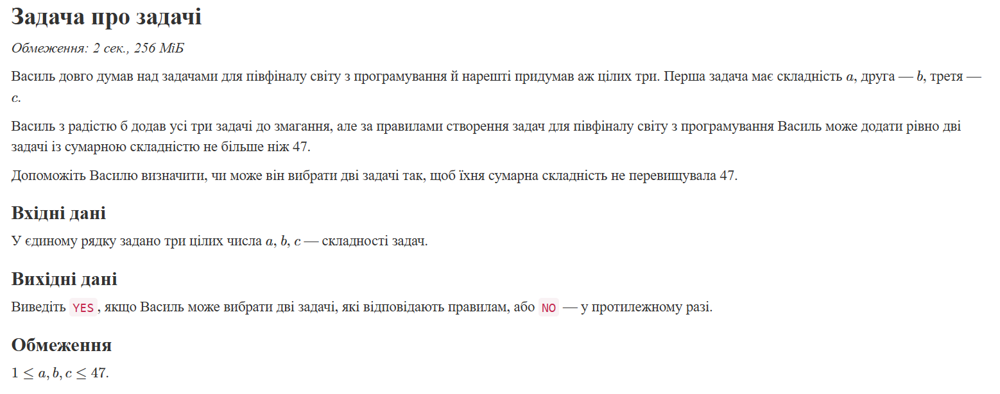 Задача про задачі
Обмеження: 2 сек., 256 МіБ
Василь довго думав над задачами для півфіналу світу з програмування й нарешті придумав аж цілих три. Перша задача має складність a, друга — b, третя —
c.
Василь з радістю б додав усі три задачі до змагання, але за правилами створення задач для півфіналу світу з програмування Василь може додати рівно дві
задачі із сумарною складністю не більше ніж 47.
Допоможіть Василю визначити, чи може він вибрати дві задачі так, щоб їхня сумарна складність не перевищувала 47.
Вхідні дані
У єдиному рядку задано три цілих числа a, b, c — складності задач.
Вихідні дані
Виведіть YES, якщо Василь може вибрати дві задачі, які відповідають правилам, або NO — у протилежному разі.
Обмеження
1 ≤ a, b, c ≤ 47.